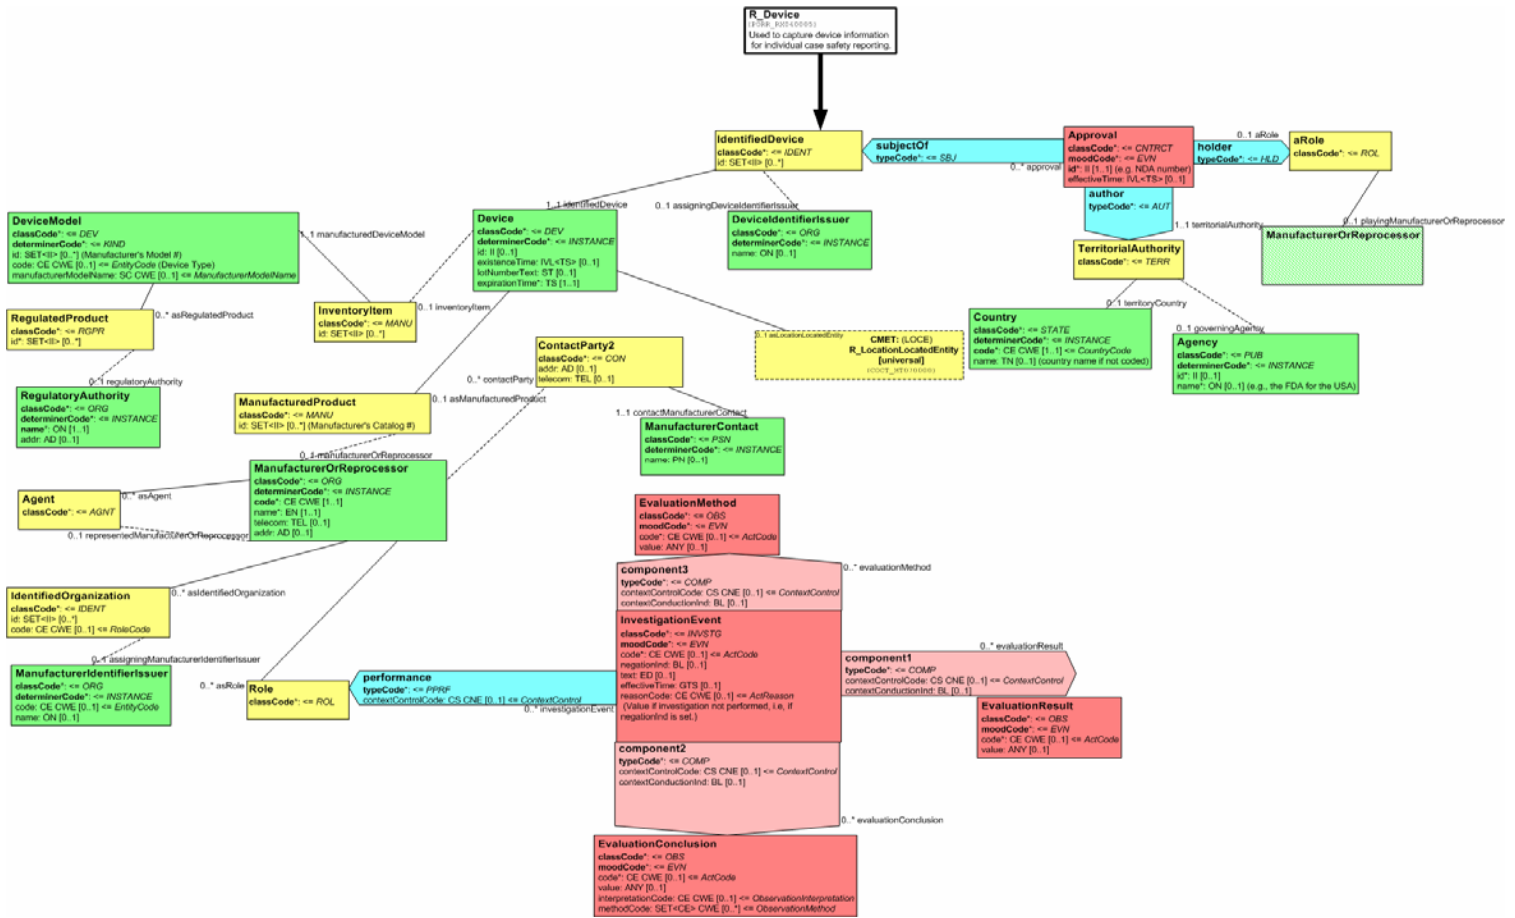 R_Device
(PORR_RM040005)
Used to capture device information
for individual case safety reporting.
IdentifiedDevice
classCode*: <= IDENT
id: SET<II> [0..*]
subjectOf
typeCode*: <= SBJ
0..* approval
Approval
classCode*: <= CNTRCT
moodCode*: <= EVN
id*: II [1..1] (e.g. NDA number)
effectiveTime: IVL<TS> [0..1]
holder
typeCode*: <= HLD
0..1 aRole
aRole
classCode*: <= ROL
author
typeCode*: <= AUT
1..1 territorialAuthority
0..1 playingManufacturerOrReprocessor
ManufacturerOrReprocessor
TerritorialAuthority
classCode*: <= TERR
0..1 territoryCountry
Country
classCode*: <= STATE
determinerCode*: <= INSTANCE
code*: CE CWE [1..1] <= CountryCode
name: TN [0..1] (country name if not coded)
0..1 governingAgency
Agency
classCode*: <= PUB
determinerCode*: <= INSTANCE
id*: II [0..1]
name*: ON [0..1] (e.g., the FDA for the USA)
1..1 identifiedDevice
0..1 assigningDeviceIdentifierIssuer
DeviceIdentifierIssuer
classCode*: <= ORG
determinerCode*: <= INSTANCE
name: ON [0..1]
Device
classCode*: <= DEV
determinerCode*: <= INSTANCE
id: II [0..1]
existenceTime: IVL<TS> [0..1]
lotNumberText: ST [0..1]
expirationTime*: TS [1..1]
DeviceModel
classCode*: <= DEV
determinerCode*: <= KIND
id: SET<II> [0..*] (Manufacturer's Model #)
code: CE CWE [0..1] <= EntityCode (Device Type)
manufacturerModelName: SC CWE [0..1] <= ManufacturerModelName
1..1 manufacturedDeviceModel
InventoryItem
classCode*: <= MANU
id: SET<II> [0..*]
0..1 inventoryItem
RegulatedProduct
classCode*: <= RGPR
id*: SET<II> [0..*]
0..* asRegulatedProduct
0..1 regulatoryAuthority
RegulatoryAuthority
classCode*: <= ORG
determinerCode*: <= INSTANCE
name*: ON [1..1]
addr: AD [0..1]
0..1 asLocationLocatedEntity
CMET: (LOCE)
R_LocationLocatedEntity
[universal]
ContactParty2
classCode*: <= CON
addr: AD [0..1]
telecom: TEL [0..1]
0..* contactParty
1..1 contactManufacturerContact
ManufacturerContact
classCode*: <= PSN
determinerCode*: <= INSTANCE
name: PN [0..1]
ManufacturedProduct
classCode*: <= MANU
id: SET<II> [0..*] (Manufacturer's Catalog #)
0..1 asManufacturedProduct
0..1 manufacturerOrReprocessor
ManufacturerOrReprocessor
classCode*: <= ORG
determinerCode*: <= INSTANCE
code*: CE CWE [1..1]
name*: EN [1..1]
telecom: TEL [0..1]
addr: AD [0..1]
Agent
classCode*: <= AGNT
0..* asAgent
0..1 representedManufacturerOrReprocessor
IdentifiedOrganization
classCode*: <= IDENT
id: SET<II> [0..*]
code: CE CWE [0..1] <= RoleCode
0..* asIdentifiedOrganization
0..1 assigningManufacturerIdentifierIssuer
ManufacturerIdentifierIssuer
classCode*: <= ORG
determinerCode*: <= INSTANCE
code: CE CWE [0..1] <= EntityCode
name: ON [0..1]
0..* asRole
Role
classCode*: <= ROL
performance
typeCode*: <= PPRF
contextControlCode: CS CNE [0..1] <= ContextControl
0..* investigationEvent
EvaluationMethod
classCode*: <= OBS
moodCode*: <= EVN
code*: CE CWE [0..1] <= ActCode
value: ANY [0..1]
0..* evaluationMethod
component3
typeCode*: <= COMP
contextControlCode: CS CNE [0..1] <= ContextControl
contextConductionInd: BL [0..1]
InvestigationEvent
classCode*: <= INVSTG
moodCode*: <= EVN
code*: CE CWE [0..1] <= ActCode
negationInd: BL [0..1]
text: ED [0..1]
effectiveTime: GTS [0..1]
reasonCode: CE CWE [0..1] <= ActReason
(Value if investigation not performed, i.e, if
negationInd is set.)
0..* evaluationResult
component1
typeCode*: <= COMP
contextControlCode: CS CNE [0..1] <= ContextControl
contextConductionInd: BL [0..1]
EvaluationResult
classCode*: <= OBS
moodCode*: <= EVN
code*: CE CWE [0..1] <= ActCode
value: ANY [0..1]
component2
typeCode*: <= COMP
contextControlCode: CS CNE [0..1] <= ContextControl
contextConductionInd: BL [0..1]
0..* evaluationConclusion
EvaluationConclusion
classCode*: <= OBS
moodCode*: <= EVN
code*: CE CWE [0..1] <= ActCode
value: ANY [0..1]
interpretationCode: CE CWE [0..1] <= ObservationInterpretation
methodCode: SET<CE> CWE [0..*] <= ObservationMethod